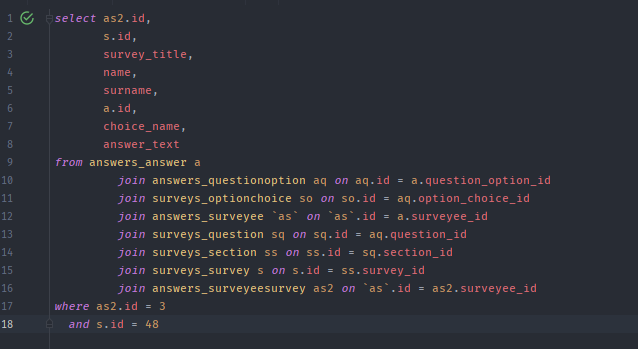 1 select as2.id,
2 s.id,
3 survey_title,
4 name,
5 surname,
6 a.id,
7 choice_name,
8 answer_text
9 from answers_answer a
10 join answers_questionoption aq on aq.id = a.question_option_id
11 join surveys_optionchoice so on so.id = aq.option_choice_id
12 join answers_surveyee `as` on `as`.id = a.surveyee_id
13 join surveys_question sq on sq.id = aq.question_id
14 join surveys_section ss on ss.id = sq.section_id
15 join surveys_survey s on s.id = ss.survey_id
16 join answers_surveyeesurvey as2 on `as`.id = as2.surveyee_id
17 where as2.id = 3
18 and s.id = 48